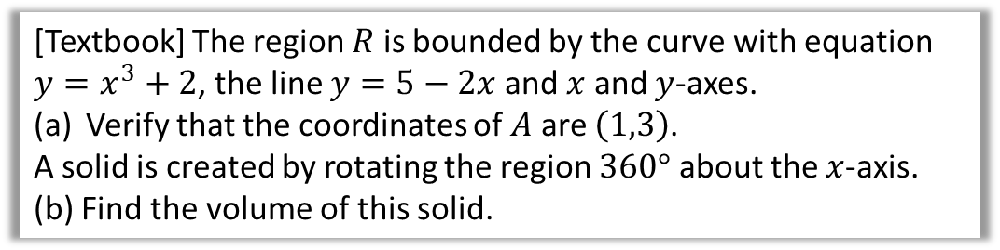 [Textbook] The region R is bounded by the curve with equation
y = x³ + 2, the line y = 5 − 2x and x and y-axes.
(a) Verify that the coordinates of A are (1,3).
A solid is created by rotating the region 360° about the x-axis.
(b) Find the volume of this solid.